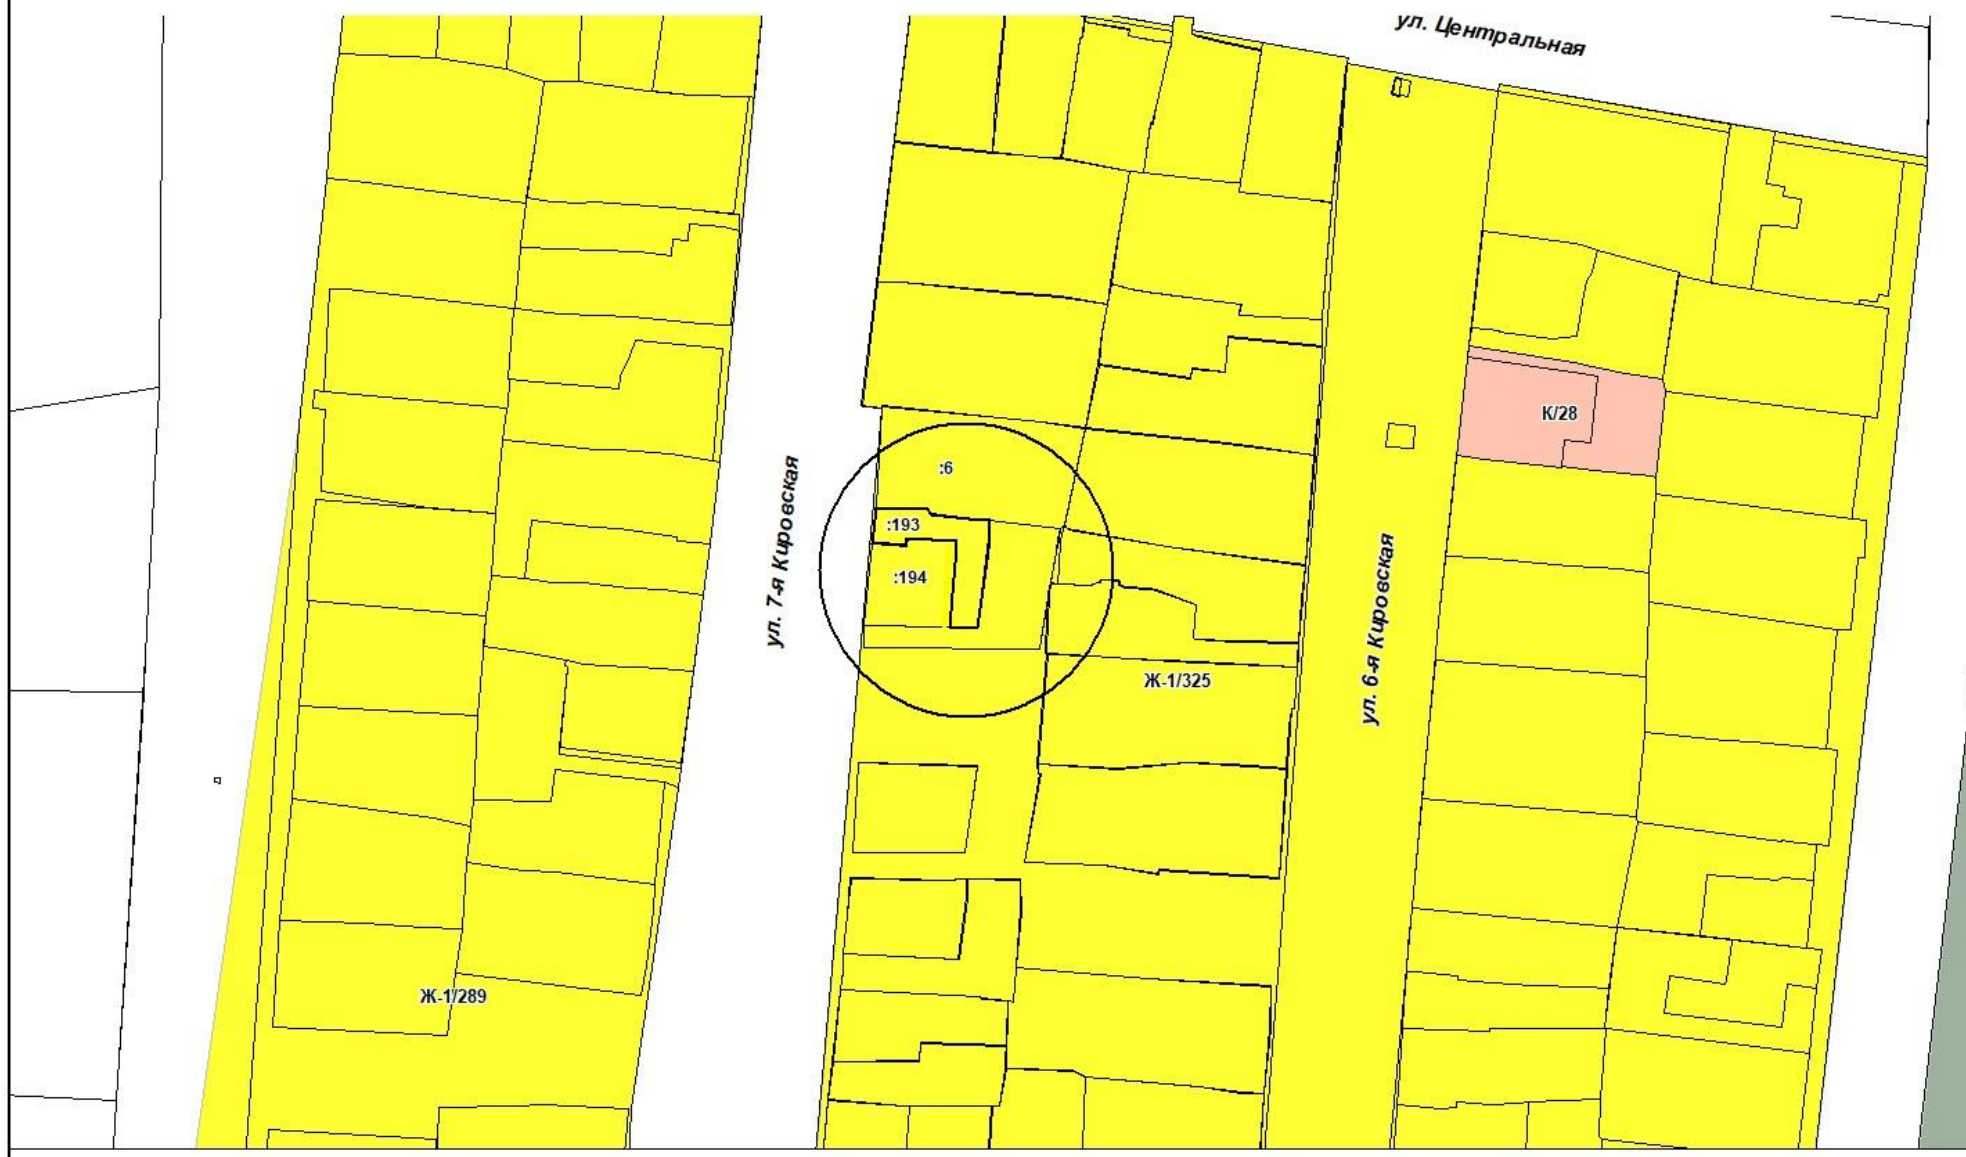 ул. Центральная
К/28
:6
:193
:194
ул. 7-я Кировская
ул. 6-я Кировская
Ж-1/325
Ж-1/289